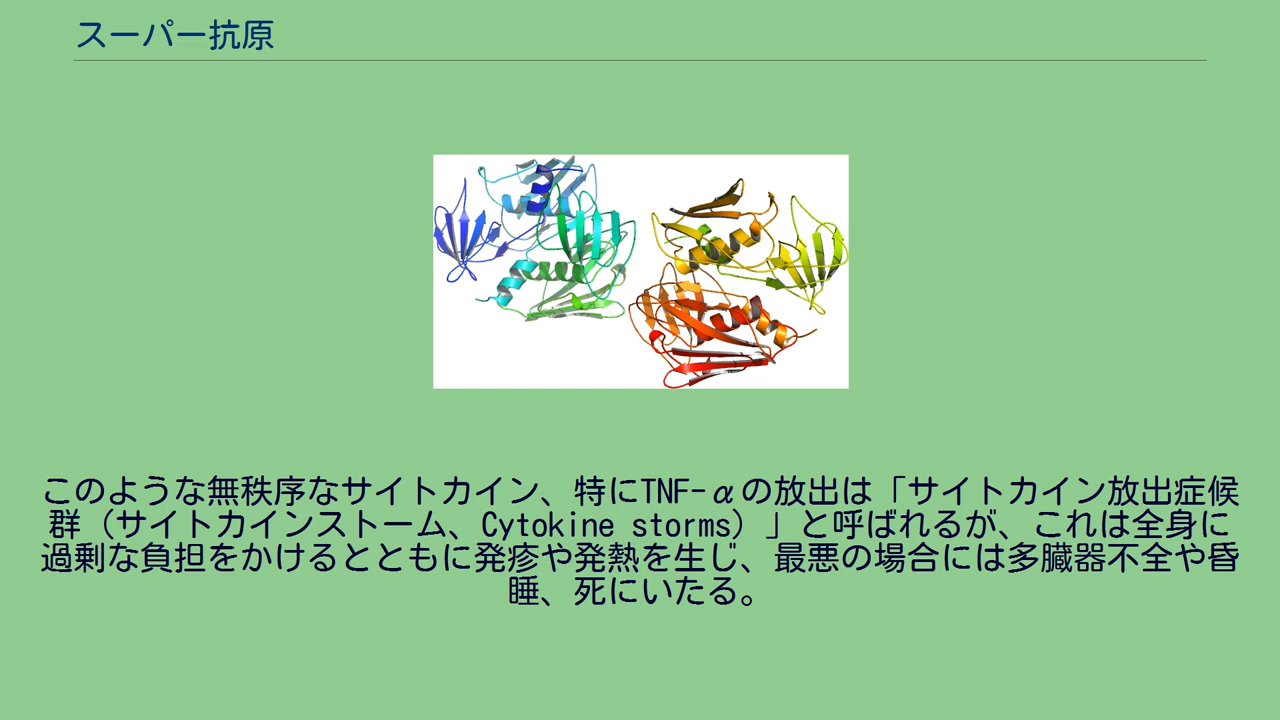 スーパー抗原
このような無秩序なサイトカイン、特にTNF-αの放出は「サイトカイン放出症候
群（サイトカインストーム、Cytokine storms）」と呼ばれるが、これは全身に
過剰な負担をかけるとともに発疹や発熱を生じ、最悪の場合には多臓器不全や昏
睡、死にいたる。